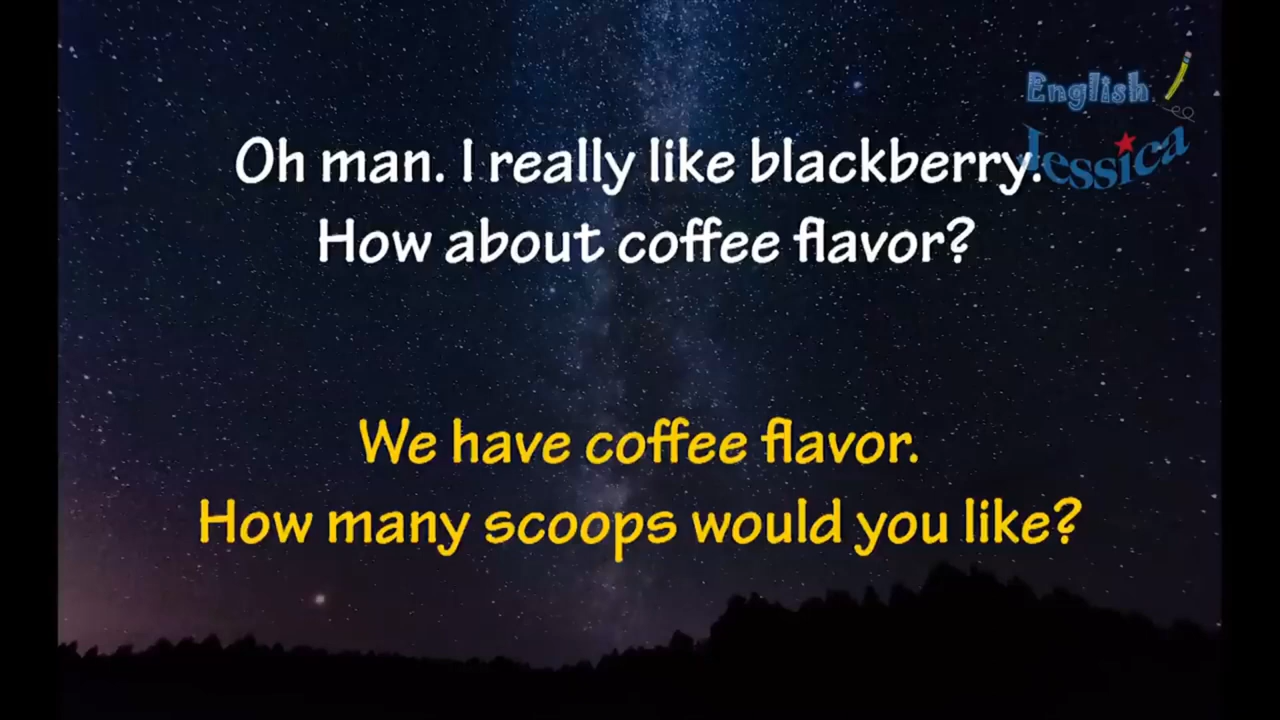 English
Jessica
Oh man. I really like blackberry.
How about coffee flavor?
We have coffee flavor.
How many scoops would you like?